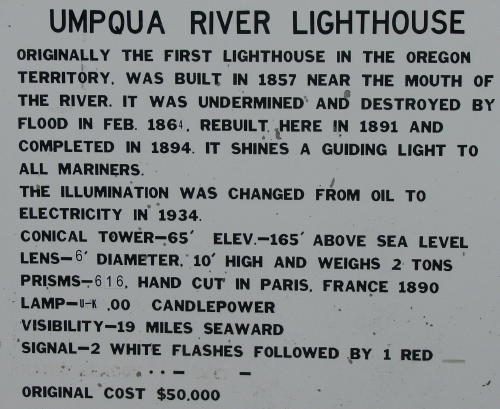 UMPQUA RIVER LIGHTHOUSE
ORIGINALLY THE FIRST LIGHTHOUSE IN THE OREGON
TERRITORY, WAS BUILT IN 1857 NEAR THE MOUTH OF
THE RIVER. IT WAS UNDERMINED AND DESTROYED BY
FLOOD IN FEB. 1864, REBUILT HERE IN 1891 AND
COMPLETED IN 1894. IT SHINES A GUIDING LIGHT TO
ALL MARINERS.
THE ILLUMINATION WAS CHANGED FROM OIL TO
ELECTRICITY IN 1934.
CONICAL TOWER—65' ELEV.—165' ABOVE SEA LEVEL
LENS—6' DIAMETER, 10' HIGH AND WEIGHS 2 TONS
PRISMS—616, HAND CUT IN PARIS, FRANCE 1890
LAMP— .00 CANDLEPOWER
VISIBILITY—19 MILES SEAWARD
SIGNAL—2 WHITE FLASHES FOLLOWED BY 1 RED
ORIGINAL COST $50,000